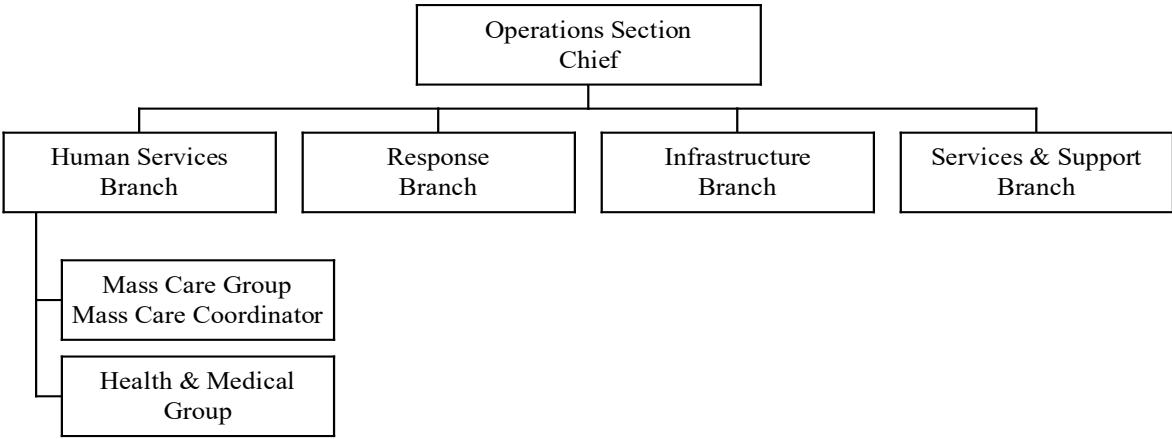 Operations Section
Chief
Human Services
Branch
Response
Branch
Infrastructure
Branch
Services & Support
Branch
Mass Care Group
Mass Care Coordinator
Health & Medical
Group